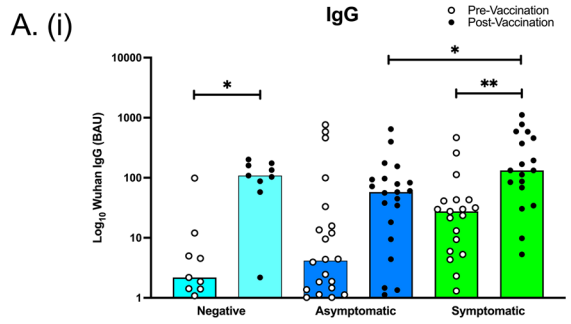 A. (i)
IgG
Pre-Vaccination
Post-Vaccination
Log10 Wuhan IgG (BAU)
10000
1000
100
10
1
*
*
**
Negative
Asymptomatic
Symptomatic